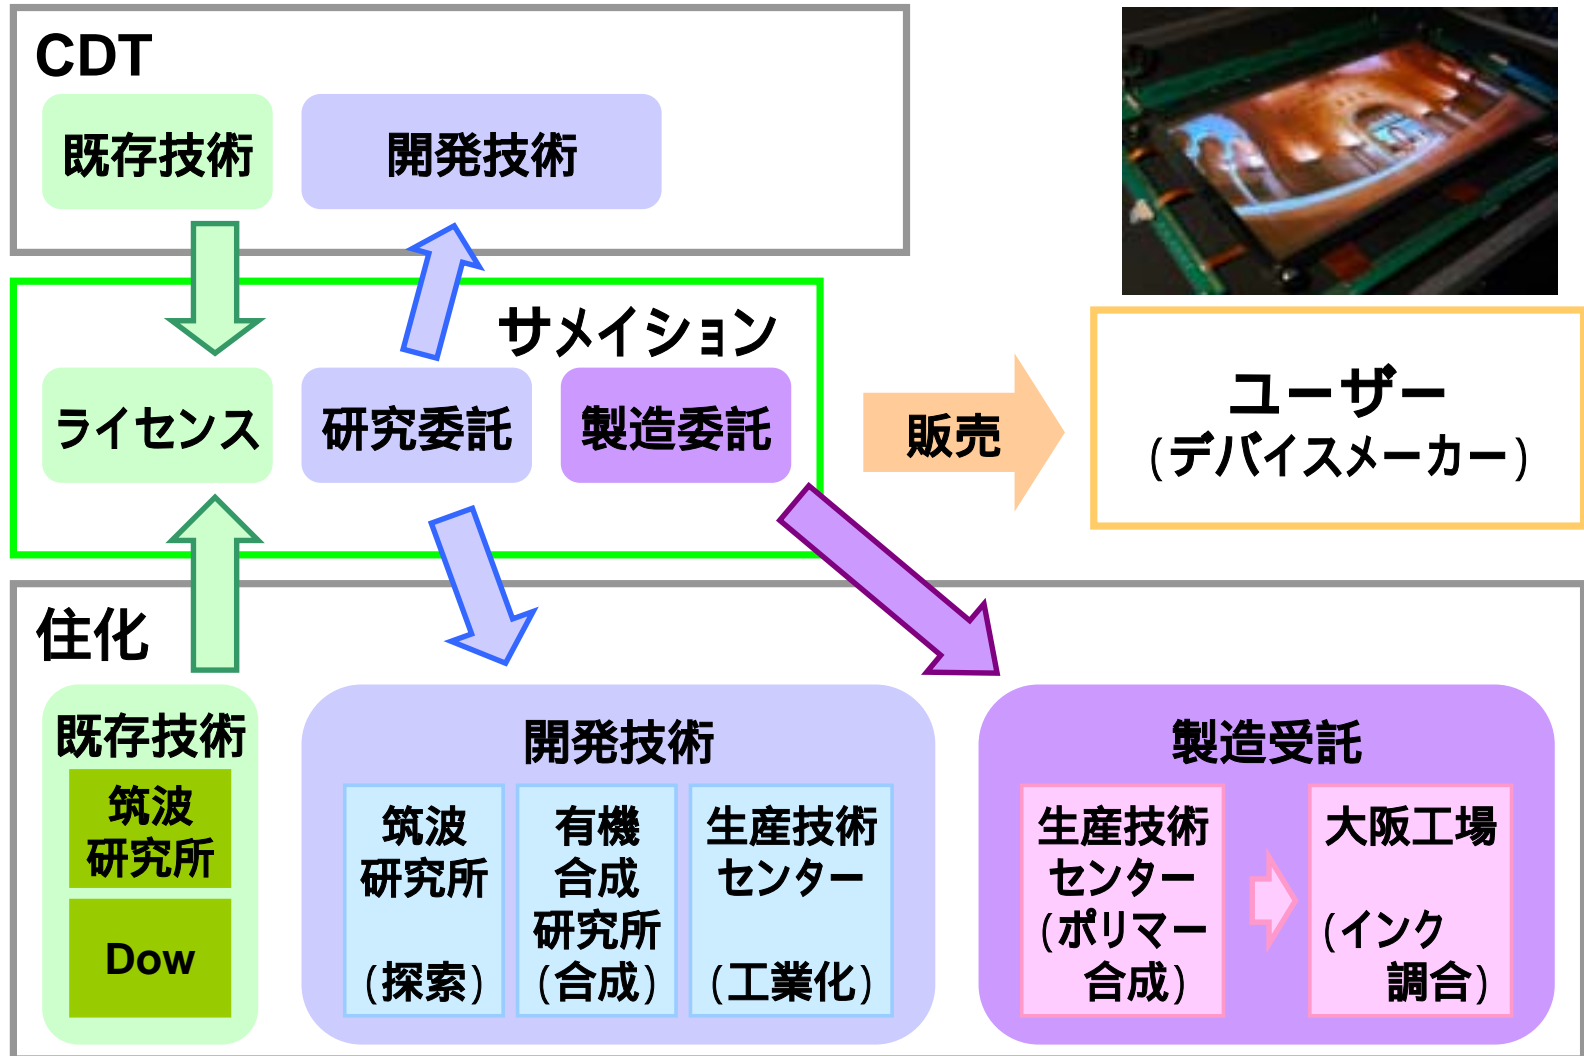 CDT
既存技術
開発技術
サメイション
ライセンス
研究委託
製造委託
販売
ユーザー
(デバイスメーカー)
住化
既存技術
筑波
研究所
Dow
開発技術
筑波
研究所
(探索)
有機
合成
研究所
(合成)
生産技術
センター
(工業化)
製造受託
生産技術
センター
(ポリマー
合成)
大阪工場
(インク
調合)